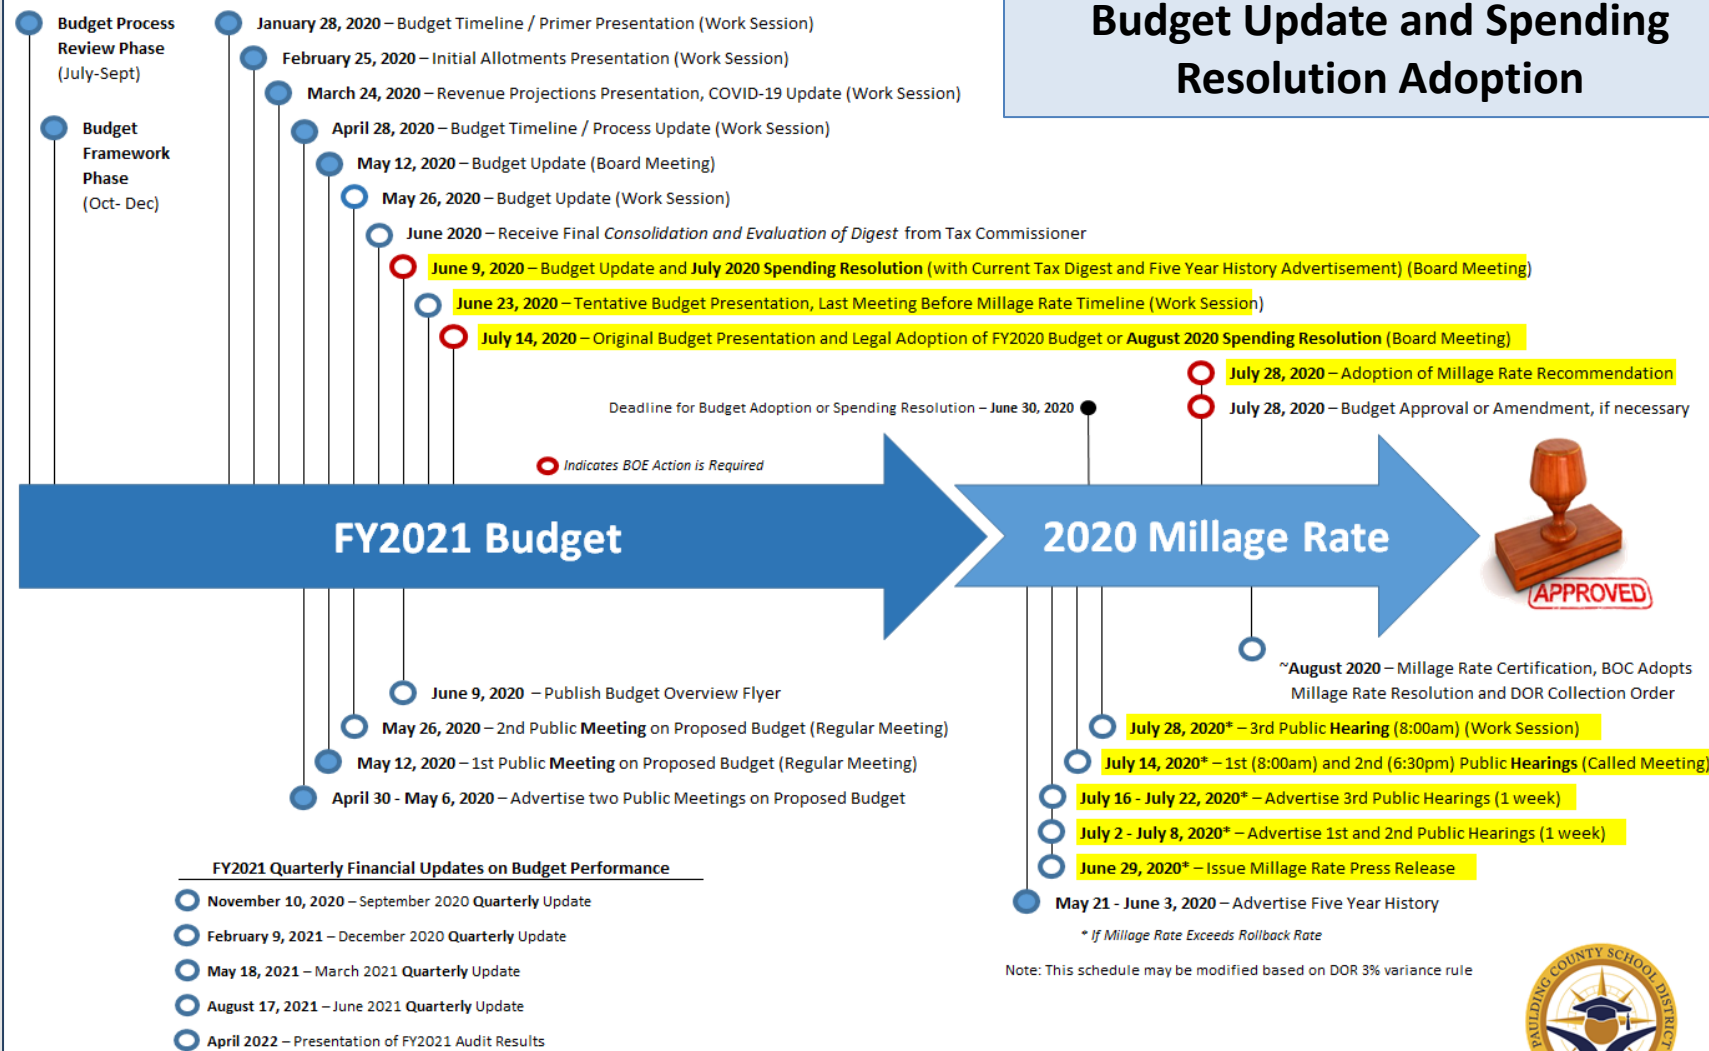 Budget Update and Spending
Resolution Adoption
Budget Process
Review Phase
(July-Sept)
Budget
Framework
Phase
(Oct- Dec)
January 28, 2020 – Budget Timeline / Primer Presentation (Work Session)
February 25, 2020 – Initial Allotments Presentation (Work Session)
March 24, 2020 – Revenue Projections Presentation, COVID-19 Update (Work Session)
April 28, 2020 – Budget Timeline / Process Update (Work Session)
May 12, 2020 – Budget Update (Board Meeting)
May 26, 2020 – Budget Update (Work Session)
June 2020 – Receive Final Consolidation and Evaluation of Digest from Tax Commissioner
June 9, 2020 – Budget Update and July 2020 Spending Resolution (with Current Tax Digest and Five Year History Advertisement) (Board Meeting)
June 23, 2020 – Tentative Budget Presentation, Last Meeting Before Millage Rate Timeline (Work Session)
July 14, 2020 – Original Budget Presentation and Legal Adoption of FY2020 Budget or August 2020 Spending Resolution (Board Meeting)
July 28, 2020 – Adoption of Millage Rate Recommendation
Deadline for Budget Adoption or Spending Resolution – June 30, 2020
July 28, 2020 – Budget Approval or Amendment, if necessary
Indicates BOE Action is Required
FY2021 Budget
2020 Millage Rate
APPROVED
June 9, 2020 – Publish Budget Overview Flyer
May 26, 2020 – 2nd Public Meeting on Proposed Budget (Regular Meeting)
May 12, 2020 – 1st Public Meeting on Proposed Budget (Regular Meeting)
April 30 - May 6, 2020 – Advertise two Public Meetings on Proposed Budget
~August 2020 – Millage Rate Certification, BOC Adopts
Millage Rate Resolution and DOR Collection Order
July 28, 2020* – 3rd Public Hearing (8:00am) (Work Session)
July 14, 2020* – 1st (8:00am) and 2nd (6:30pm) Public Hearings (Called Meeting)
July 16 - July 22, 2020* – Advertise 3rd Public Hearings (1 week)
July 2 - July 8, 2020* – Advertise 1st and 2nd Public Hearings (1 week)
June 29, 2020* – Issue Millage Rate Press Release
May 21 - June 3, 2020 – Advertise Five Year History
* If Millage Rate Exceeds Rollback Rate
Note: This schedule may be modified based on DOR 3% variance rule
FY2021 Quarterly Financial Updates on Budget Performance
November 10, 2020 – September 2020 Quarterly Update
February 9, 2021 – December 2020 Quarterly Update
May 18, 2021 – March 2021 Quarterly Update
August 17, 2021 – June 2021 Quarterly Update
April 2022 – Presentation of FY2021 Audit Results
PAULDING COUNTY SCHOOL DISTRICT